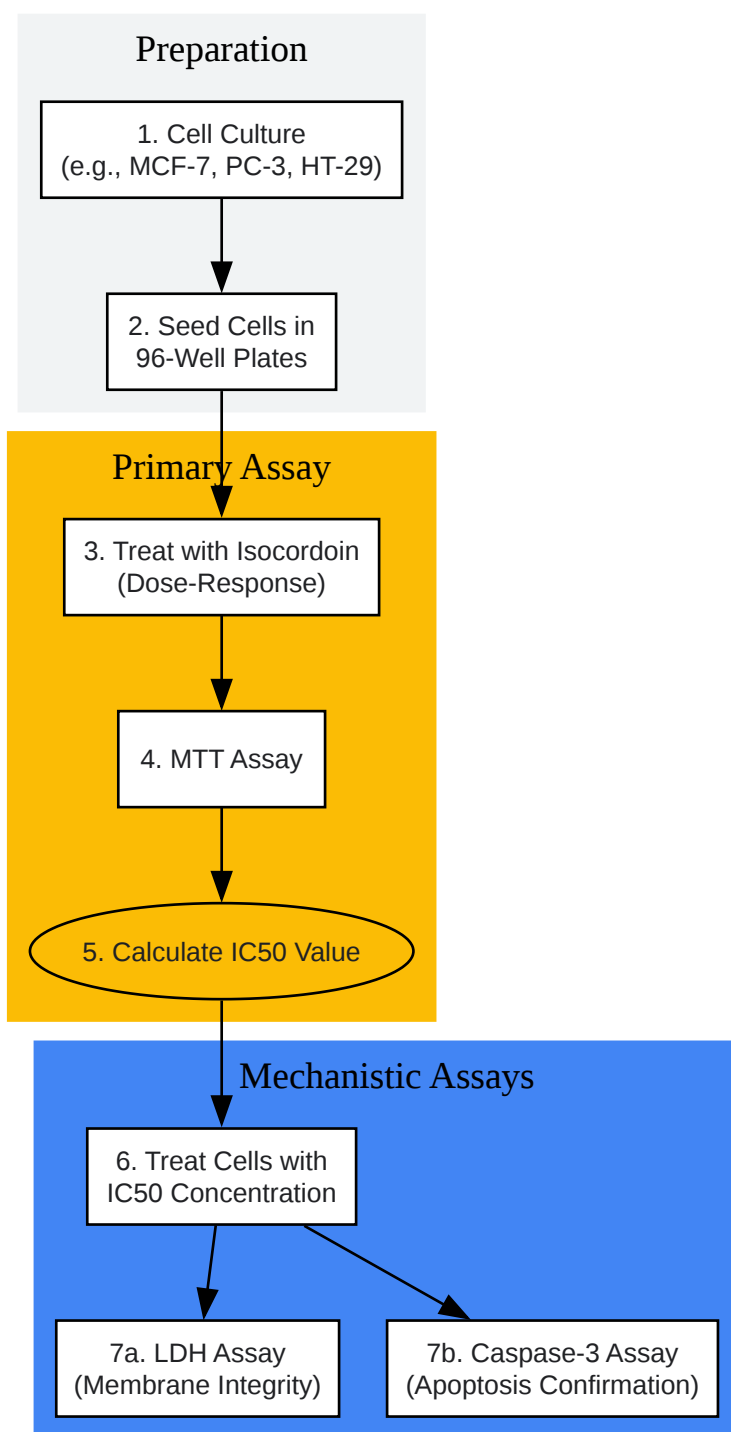 Preparation
1. Cell Culture
(e.g., MCF-7, PC-3, HT-29)
2. Seed Cells in
96-Well Plates
Primary Assay
3. Treat with Isocordoin
(Dose-Response)
4. MTT Assay
5. Calculate IC50 Value
Mechanistic Assays
6. Treat Cells with
IC50 Concentration
7a. LDH Assay
(Membrane Integrity)
7b. Caspase-3 Assay
(Apoptosis Confirmation)